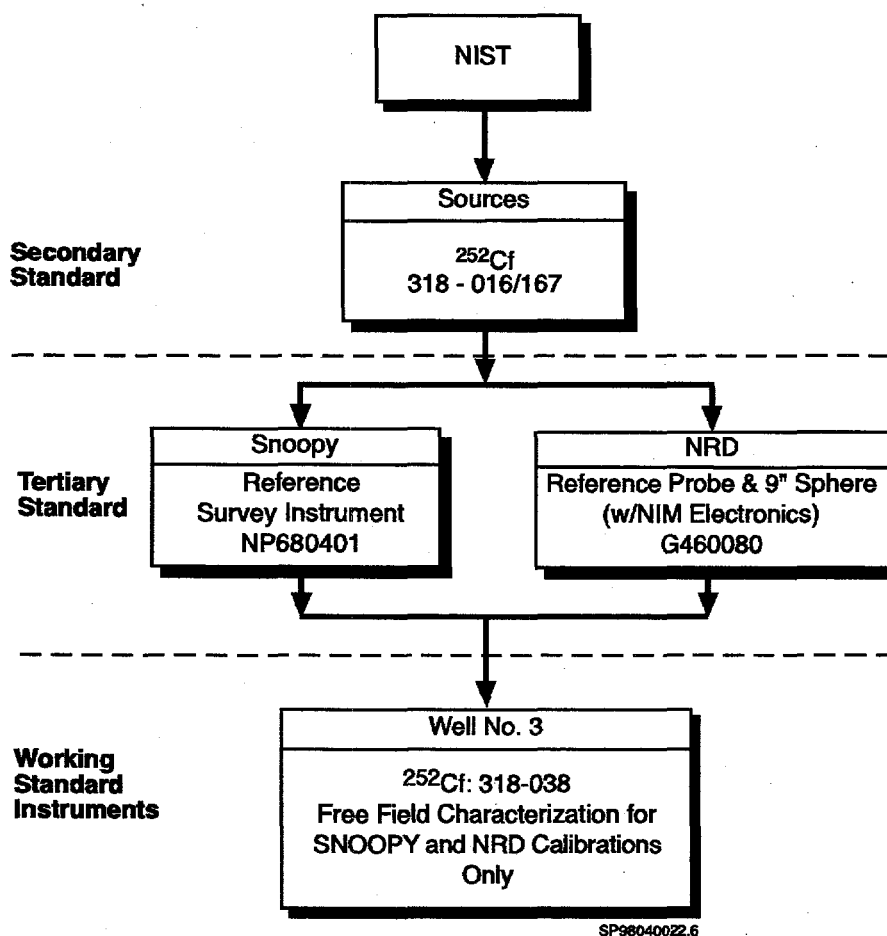 NIST
Sources
Secondary
Standard
²⁵²Cf
318 - 016/167
Snoopy
NRD
Tertiary
Standard
Reference
Survey Instrument
NP680401
Reference Probe & 9" Sphere
(w/NIM Electronics)
G460080
Well No. 3
Working
Standard
Instruments
²⁵²Cf: 318-038
Free Field Characterization for
SNOOPY and NRD Calibrations
Only
SP98040022.6